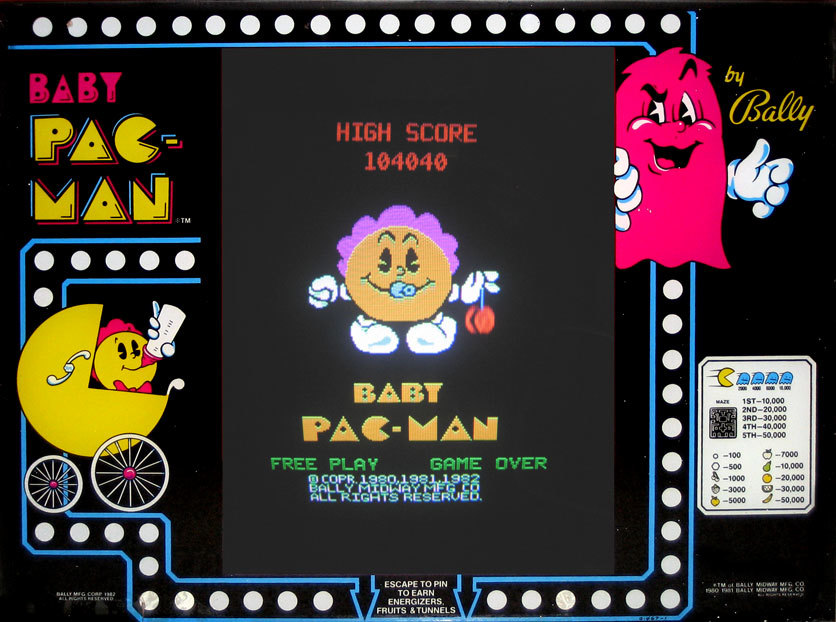 BABY
PAC-
MAN
TM
by
Bally
HIGH SCORE
104040
BABY
PAC-MAN
FREE PLAY GAME OVER
© COPR. 1980,1981,1982
BALLY MIDWAY MFG CO
ALL RIGHTS RESERVED.
MAZE
1ST–10,000
2ND–20,000
3RD–30,000
4TH–40,000
5TH–50,000
–100
–500
–1000
–3000
–5000
–7000
–10,000
–20,000
–30,000
–50,000
ESCAPE TO PIN
TO EARN
ENERGIZERS,
FRUITS & TUNNELS
BALLY MFG. CORP. 1982
ALL RIGHTS RESERVED
®TM of BALLY MIDWAY MFG. CO.
1980 1981 BALLY MIDWAY MFG. CO.
ALL RIGHTS RESERVED